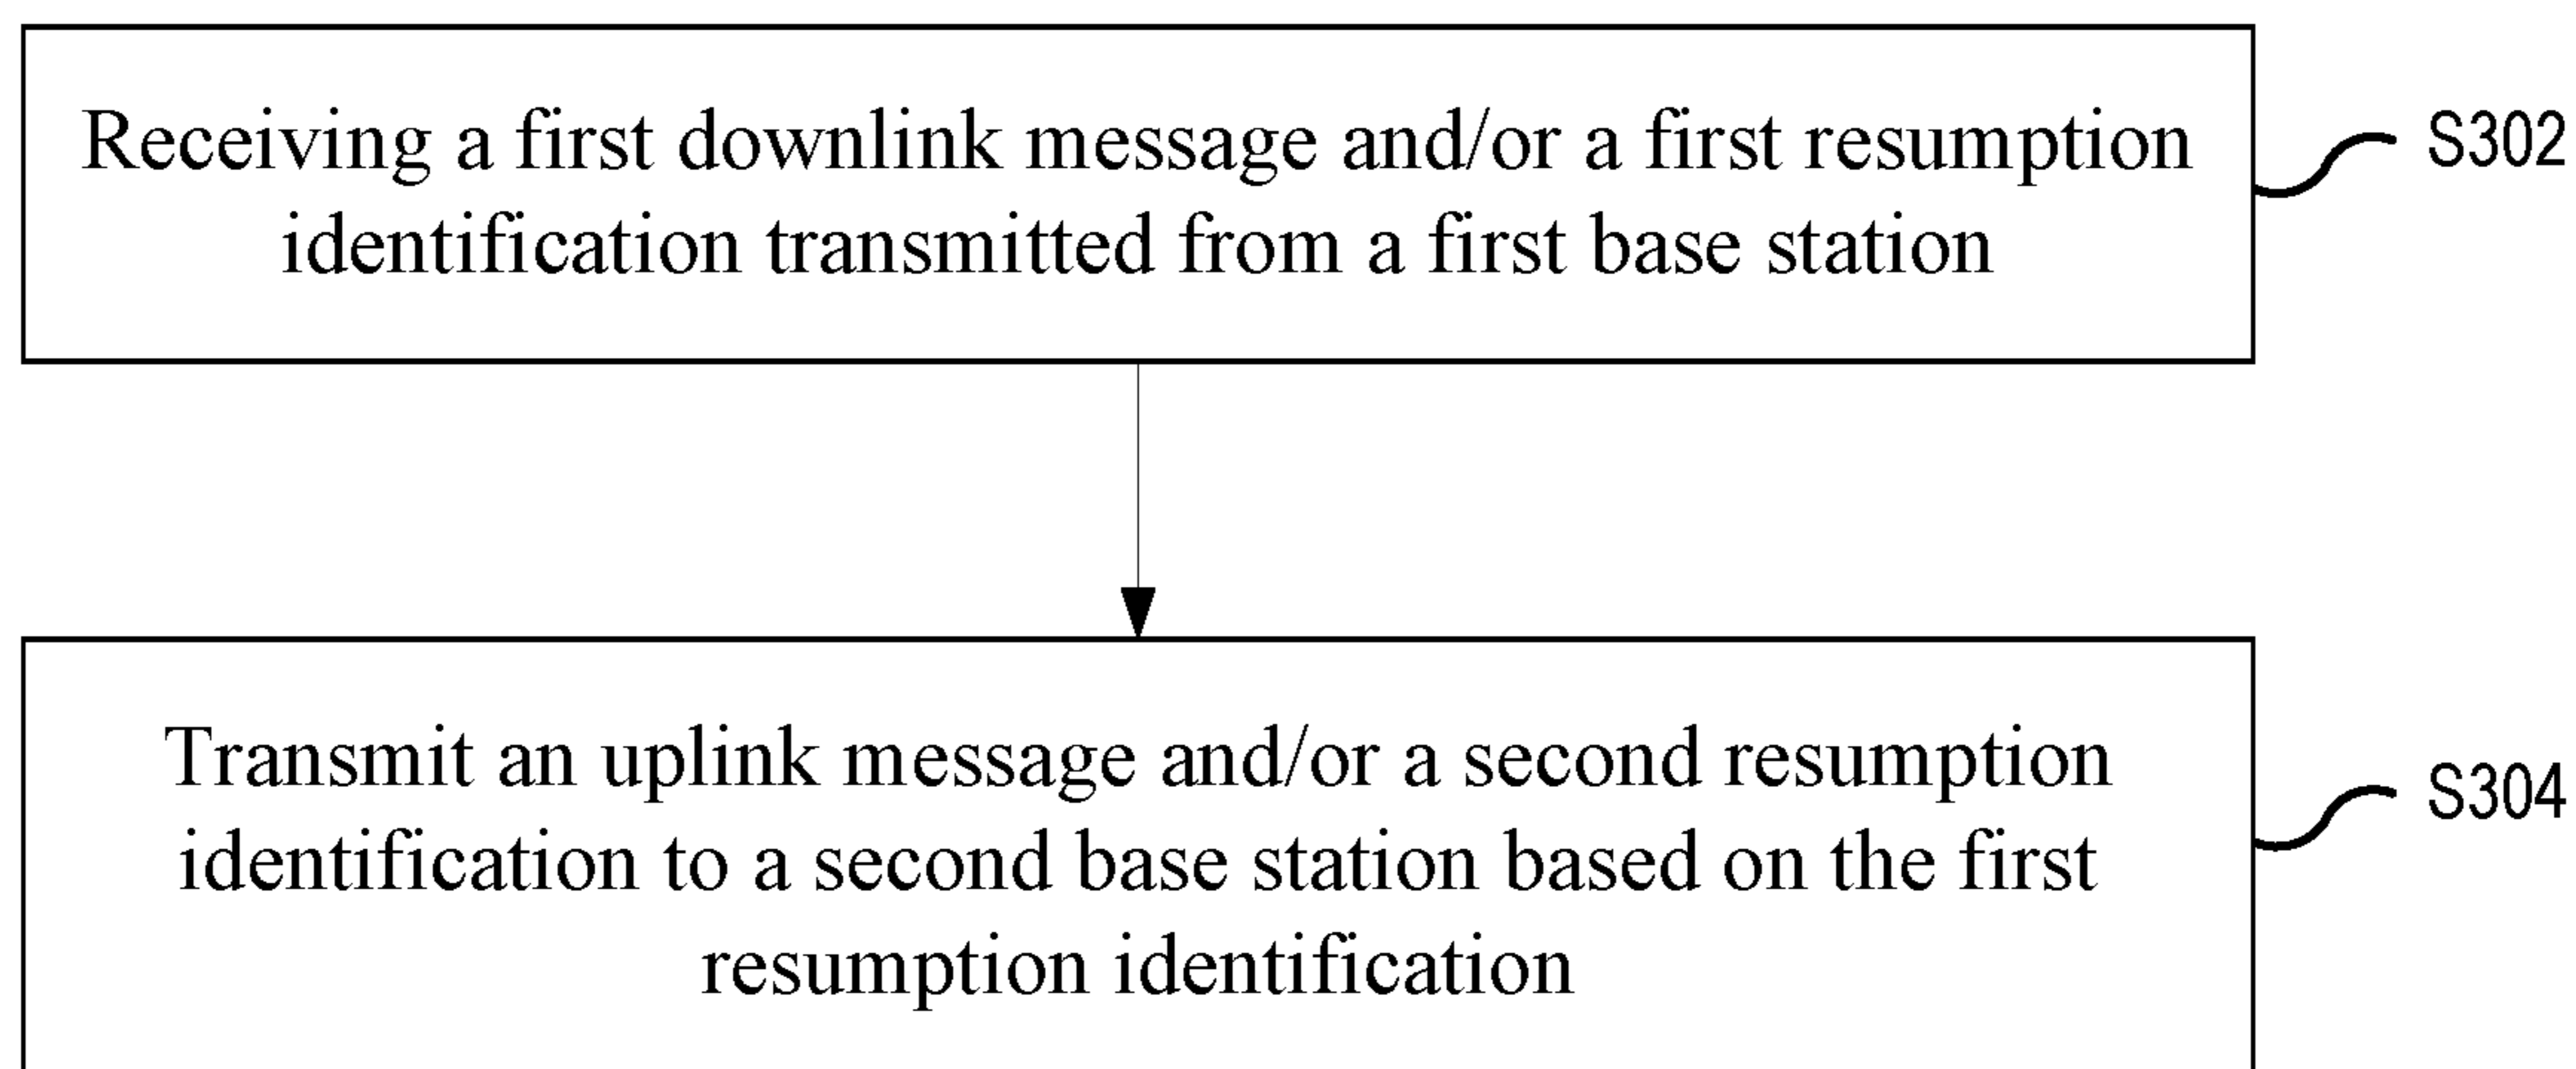 Receiving a first downlink message and/or a first resumption
identification transmitted from a first base station
S302
Transmit an uplink message and/or a second resumption
identification to a second base station based on the first
resumption identification
S304